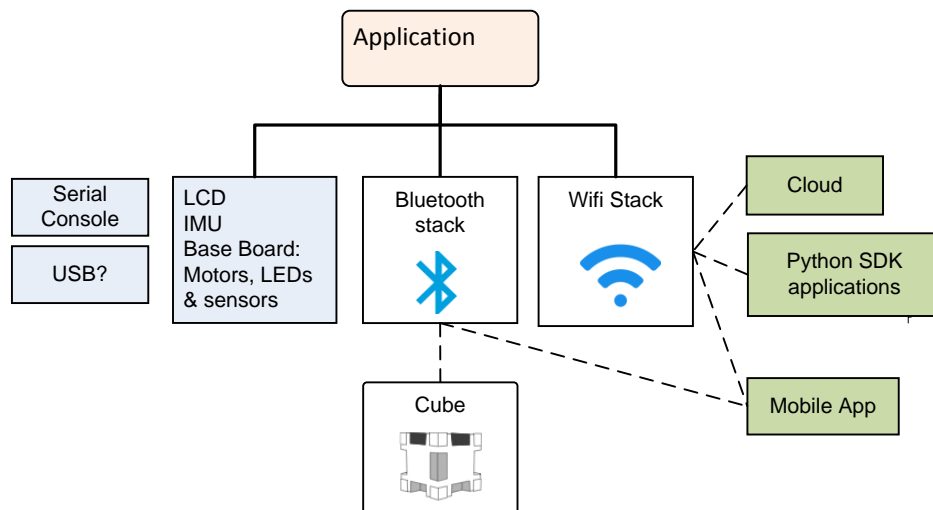 Application
Serial
Console
USB?
LCD
IMU
Base Board:
Motors, LEDs
& sensors
Bluetooth
stack
Wifi Stack
Cloud
Python SDK
applications
Mobile App
Cube